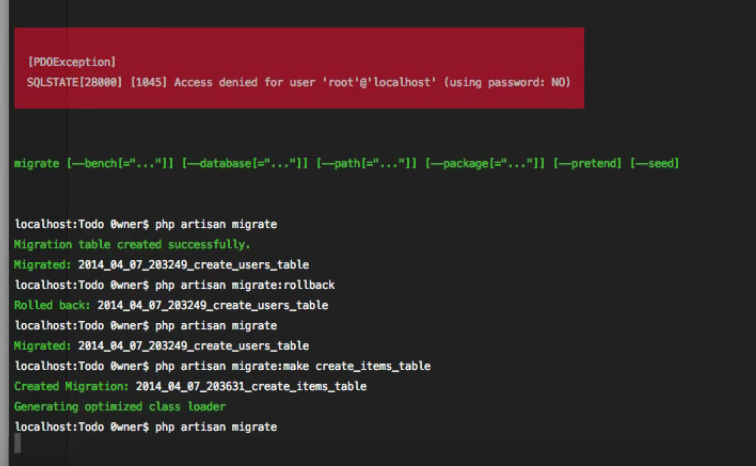 [PDOException]
SQLSTATE[28000] [1045] Access denied for user 'root'@'localhost' (using password: NO)
migrate [--bench[="..."]] [--database[="..."]] [--path[="..."]] [--package[="..."]] [--pretend] [--seed]
localhost:Todo 0wner$ php artisan migrate
Migration table created successfully.
Migrated: 2014_04_07_203249_create_users_table
localhost:Todo 0wner$ php artisan migrate:rollback
Rolled back: 2014_04_07_203249_create_users_table
localhost:Todo 0wner$ php artisan migrate
Migrated: 2014_04_07_203249_create_users_table
localhost:Todo 0wner$ php artisan migrate:make create_items_table
Created Migration: 2014_04_07_203631_create_items_table
Generating optimized class loader
localhost:Todo 0wner$ php artisan migrate